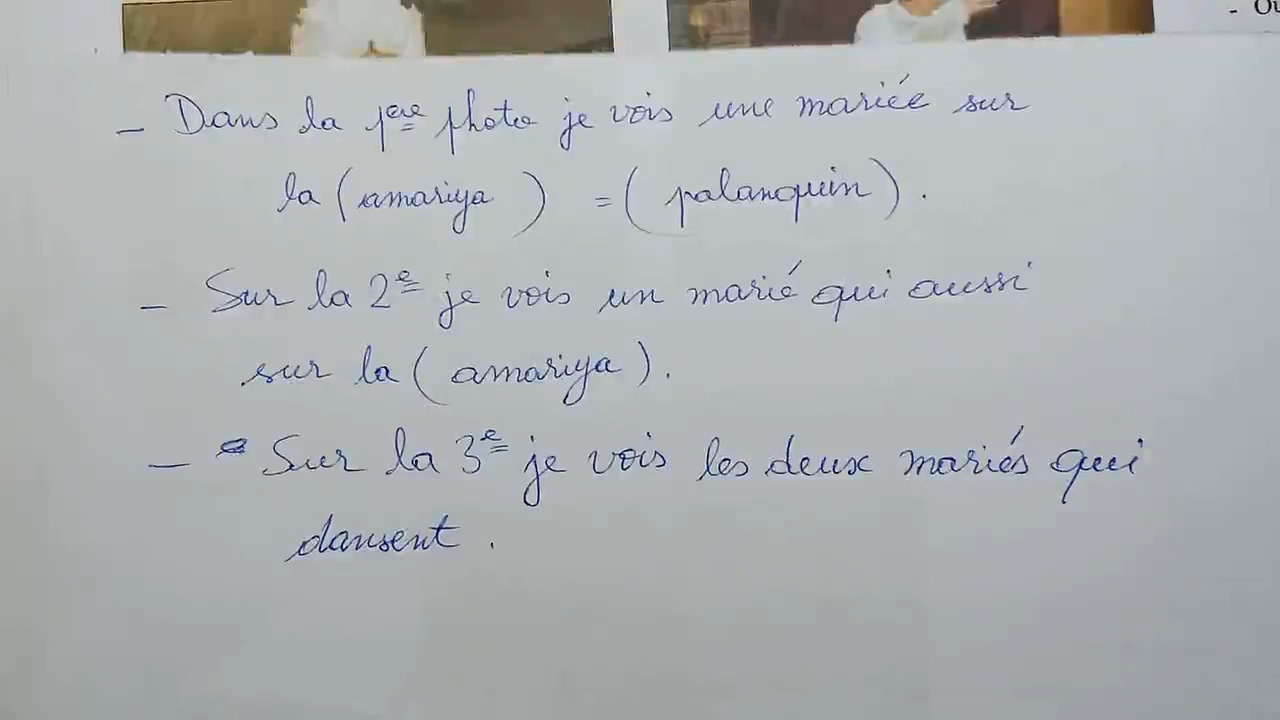 - Ou
- Dans la 1ère photo je vois une mariée sur
la (amariya) = (palanquin).
- Sur la 2e je vois un marié qui aussi
sur la (amariya).
- Sur la 3e je vois les deux mariés qui
dansent.